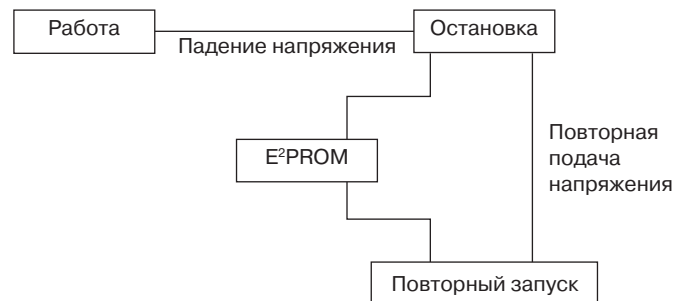 Работа
Остановка
Падение напряжения
E²PROM
Повторная
подача
напряжения
Повторный запуск